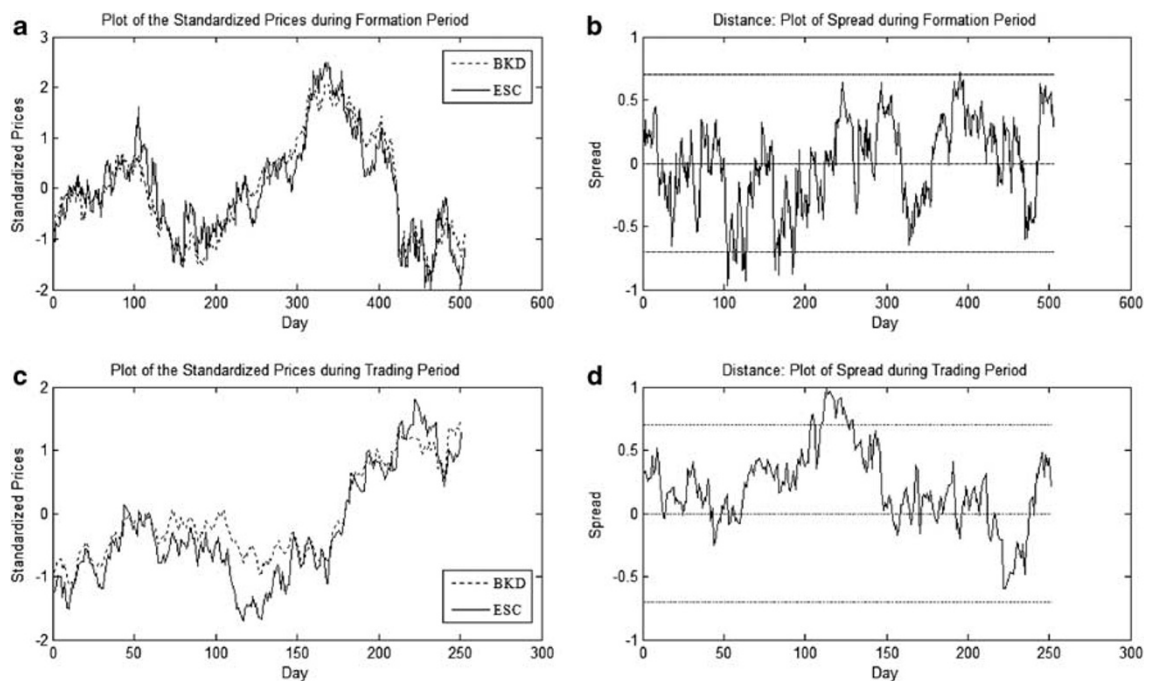 a
Plot of the Standardized Prices during Formation Period
3
2
1
0
-1
-2
Standardized Prices
BKD
ESC
0 100 200 300 400 500 600
Day
b
Distance: Plot of Spread during Formation Period
1
0.5
0
-0.5
-1
Spread
0 100 200 300 400 500 600
Day
c
Plot of the Standardized Prices during Trading Period
2
1
0
-1
-2
Standardized Prices
BKD
ESC
0 50 100 150 200 250 300
Day
d
Distance: Plot of Spread during Trading Period
1
0.5
0
-0.5
-1
Spread
0 50 100 150 200 250 300
Day